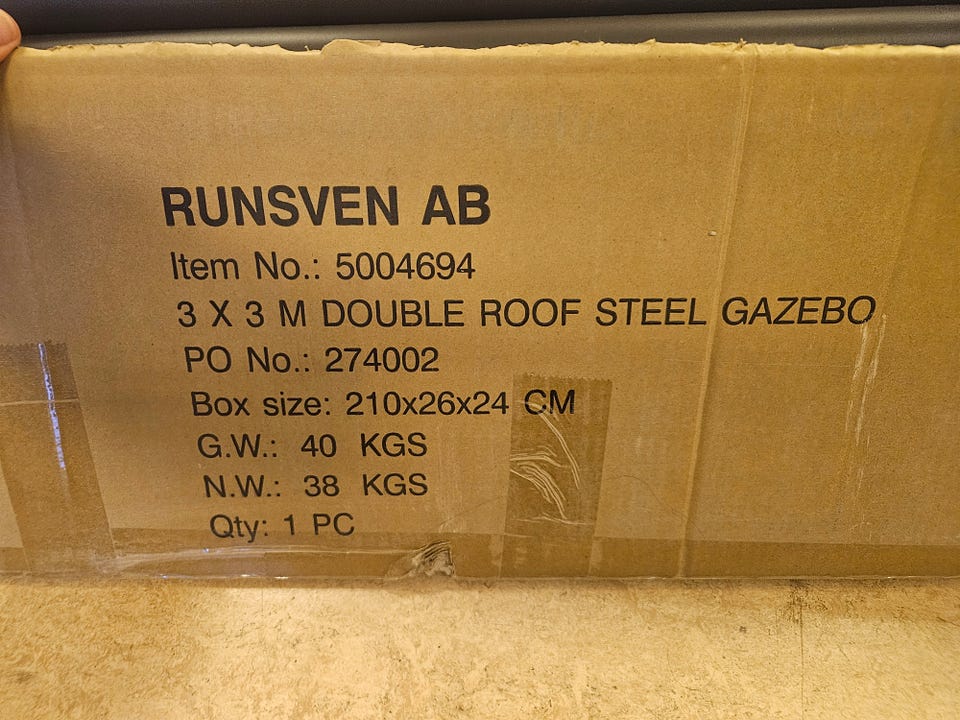 RUNSVEN AB
Item No.: 5004694
3 X 3 M DOUBLE ROOF STEEL GAZEBO
PO No.: 274002
Box size: 210x26x24 CM
G.W.: 40 KGS
N.W.: 38 KGS
Qty: 1 PC